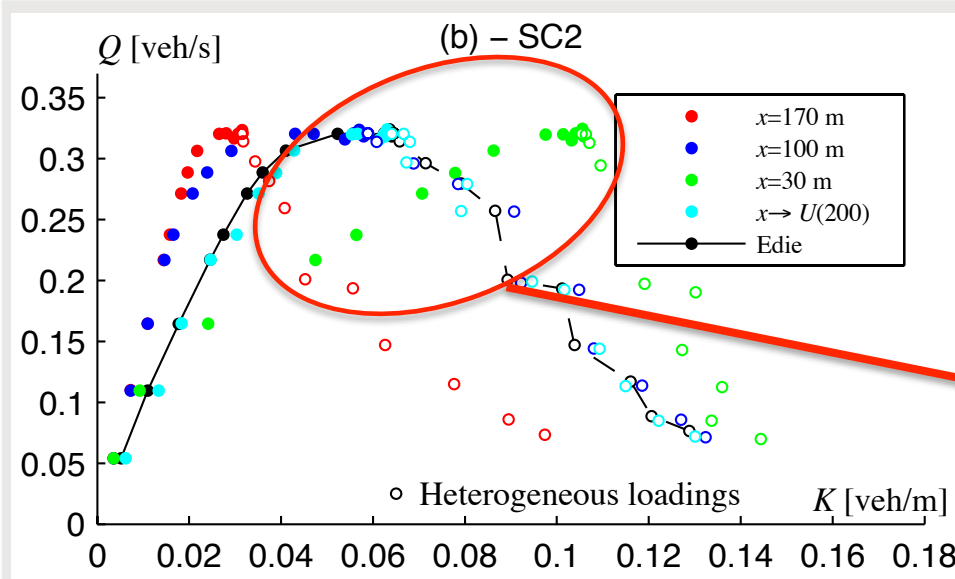 (b) – SC2
Q [veh/s]
0.35
0.3
0.25
0.2
0.15
0.1
0.05
0
x=170 m
x=100 m
x=30 m
x→ U(200)
Edie
Heterogeneous loadings
K [veh/m]
0 0.02 0.04 0.06 0.08 0.1 0.12 0.14 0.16 0.18